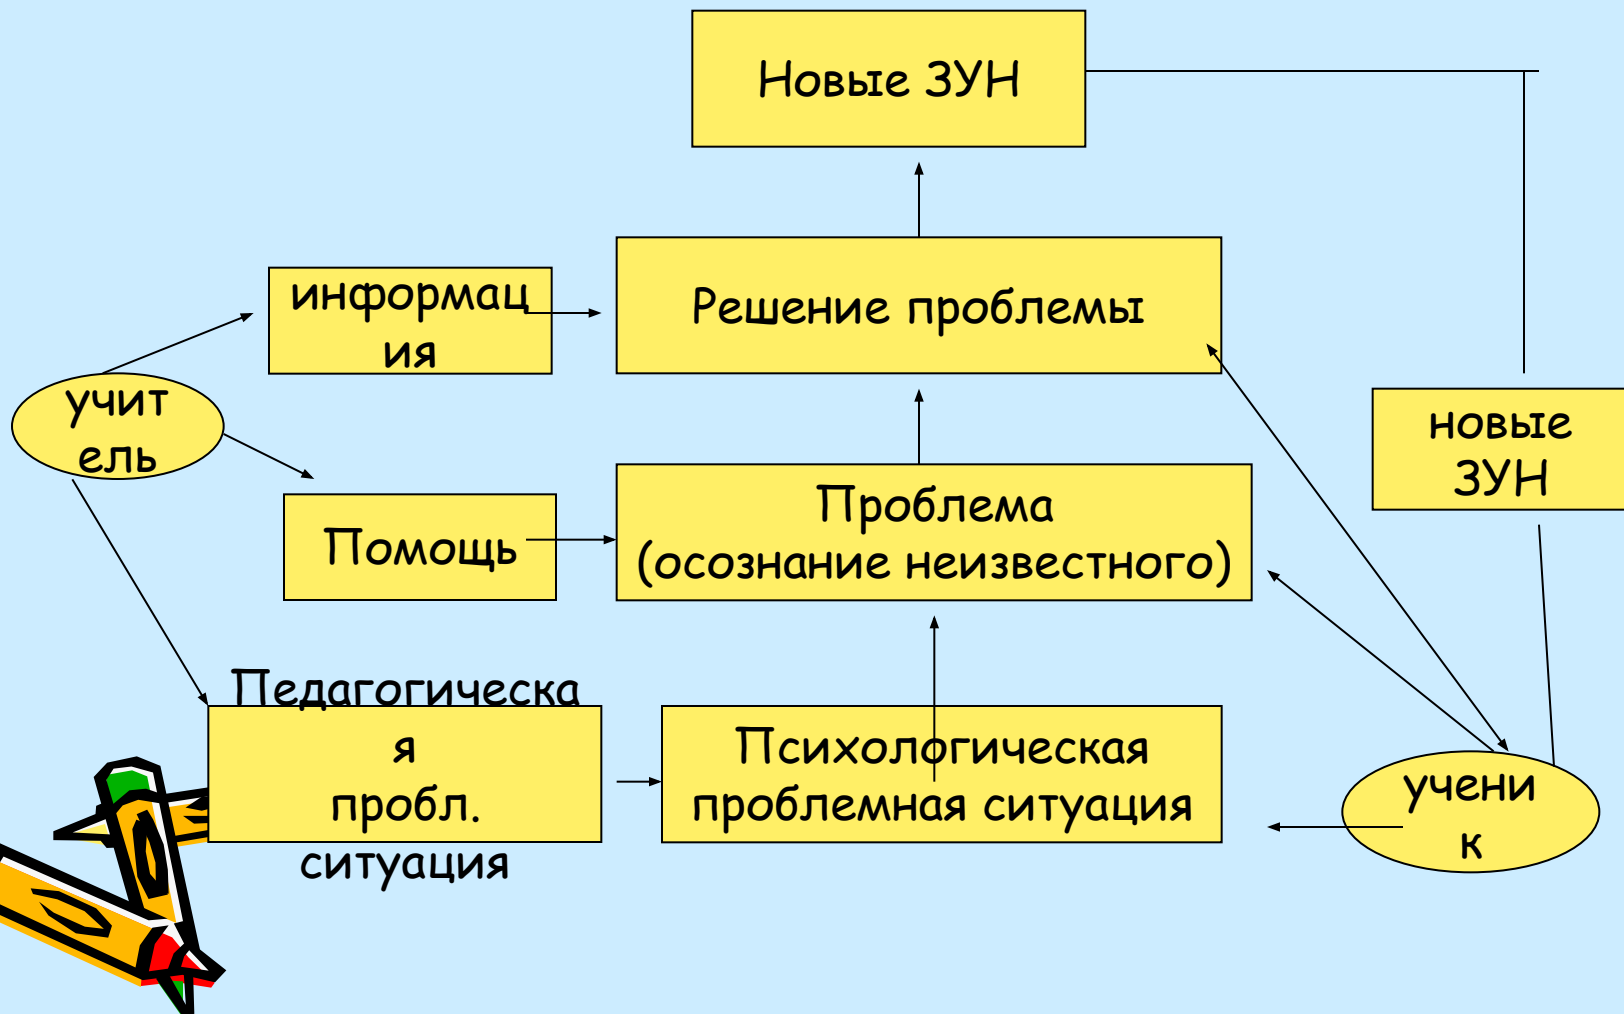 Новые ЗУН
информац
ия
Решение проблемы
учит
ель
новые
ЗУН
Помощь
Проблема
(осознание неизвестного)
Педагогическа
я
пробл.
ситуация
Психологическая
проблемная ситуация
учени
к